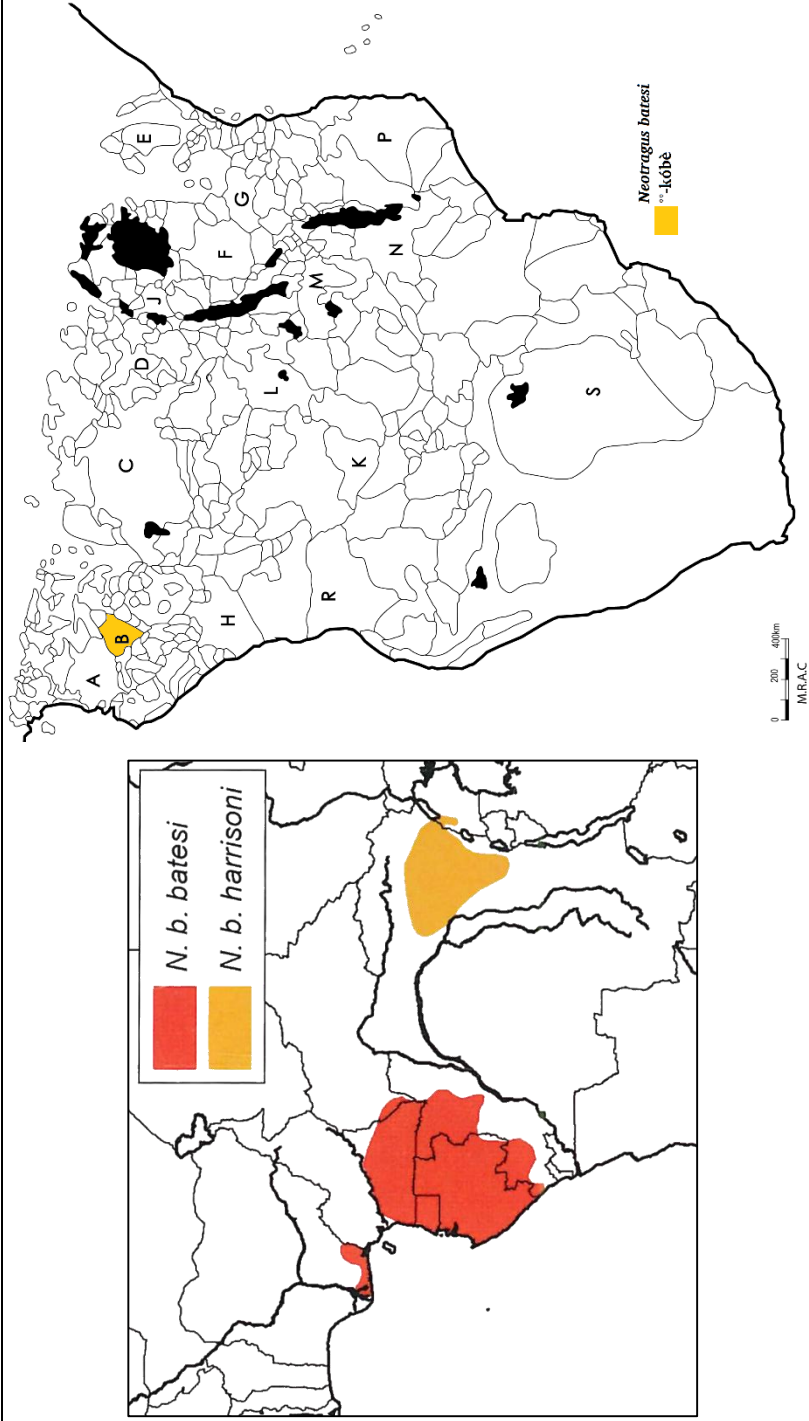 N. b. batesi
N. b. harrisoni
A
B
C
D
E
J
F
G
H
L
M
R
K
N
P
S
Neotragus batesi
°°-kóbè
0 200 400km
M.R.A.C